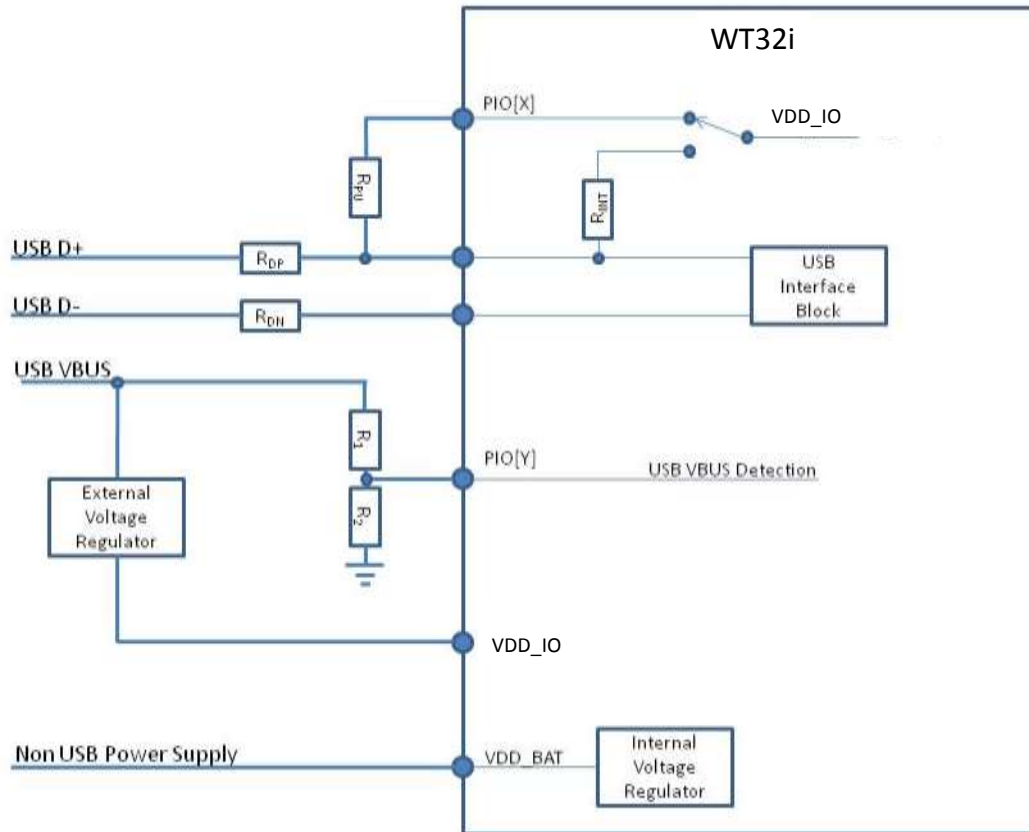 WT32i
PIO[X]
VDD_IO
RPU
RINT
USB D+
RDP
USB
Interface
Block
USB D-
RDN
USB VBUS
R1
PIO[Y]
USB VBUS Detection
External
Voltage
Regulator
R2
VDD_IO
Non USB Power Supply
VDD_BAT
Internal
Voltage
Regulator